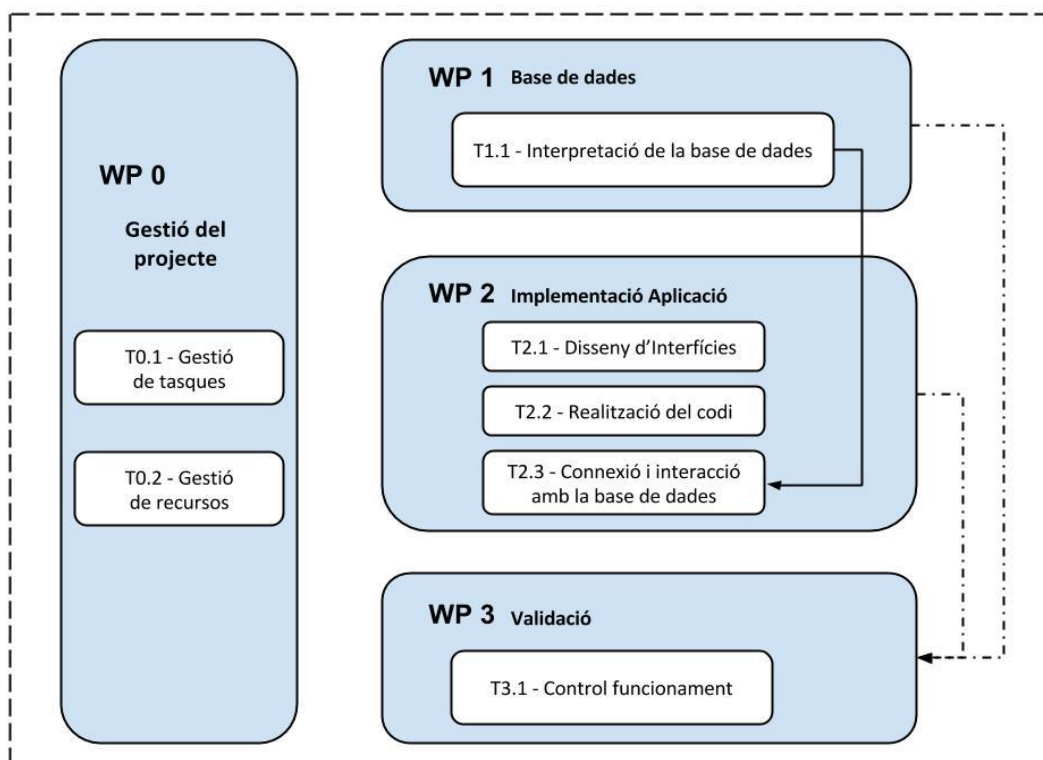 WP 0
Gestió del
projecte
T0.1 - Gestió
de tasques
T0.2 - Gestió
de recursos
WP 1 Base de dades
T1.1 - Interpretació de la base de dades
WP 2 Implementació Aplicació
T2.1 - Disseny d’Interfícies
T2.2 - Realització del codi
T2.3 - Connexió i interacció
amb la base de dades
WP 3 Validació
T3.1 - Control funcionament